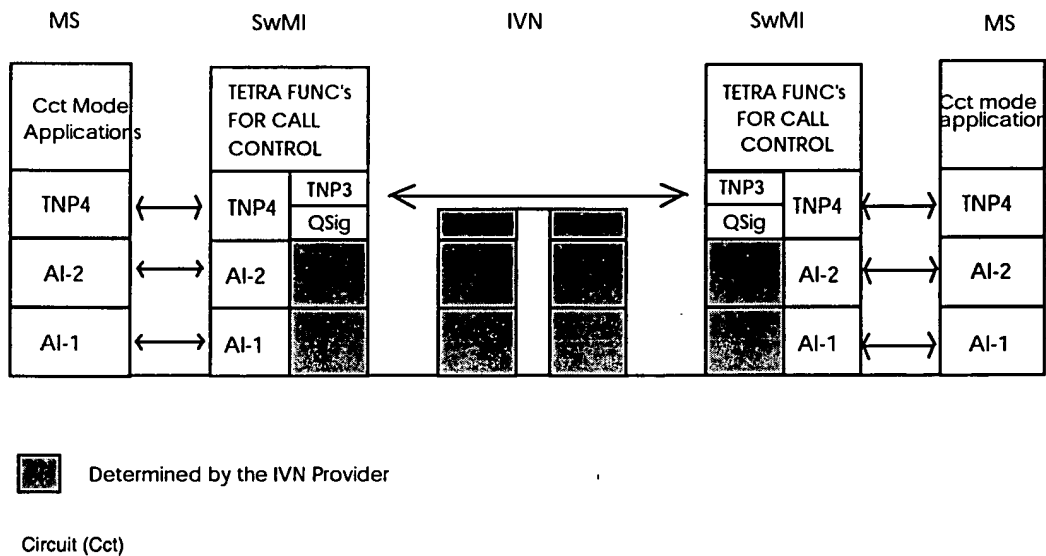 MS SwMI IVN SwMI MS
Cct Mode
Applications
TETRA FUNC's
FOR CALL
CONTROL
TETRA FUNC's
FOR CALL
CONTROL
Cct mode
application
TNP4 TNP4 TNP3 TNP3 TNP4 TNP4
QSig QSig
AI-2 AI-2 AI-2 AI-2
AI-1 AI-1 AI-1 AI-1
Determined by the IVN Provider
Circuit (Cct)